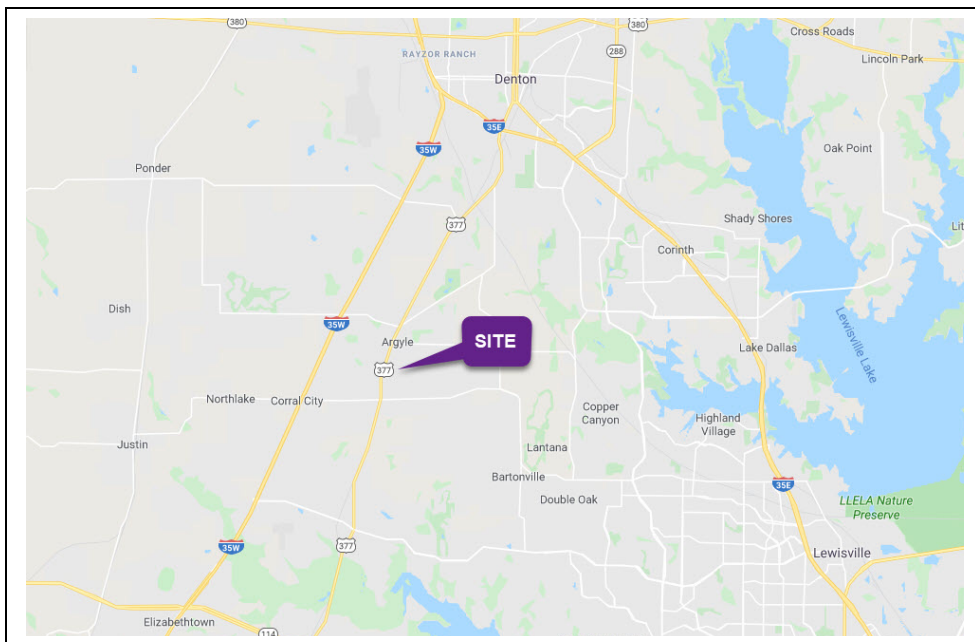 380
380
Cross Roads
RAYZOR RANCH
288
Lincoln Park
Denton
35E
35W
Oak Point
Ponder
377
Shady Shores
Lit
Corinth
Dish
35W
SITE
Argyle
Lake Dallas
Lewisville Lake
377
Northlake
Corral City
Copper
Canyon
Highland
Village
Justin
Lantana
Bartonville
35E
Double Oak
LLELA Nature
Preserve
35W
377
Lewisville
Elizabethtown
114